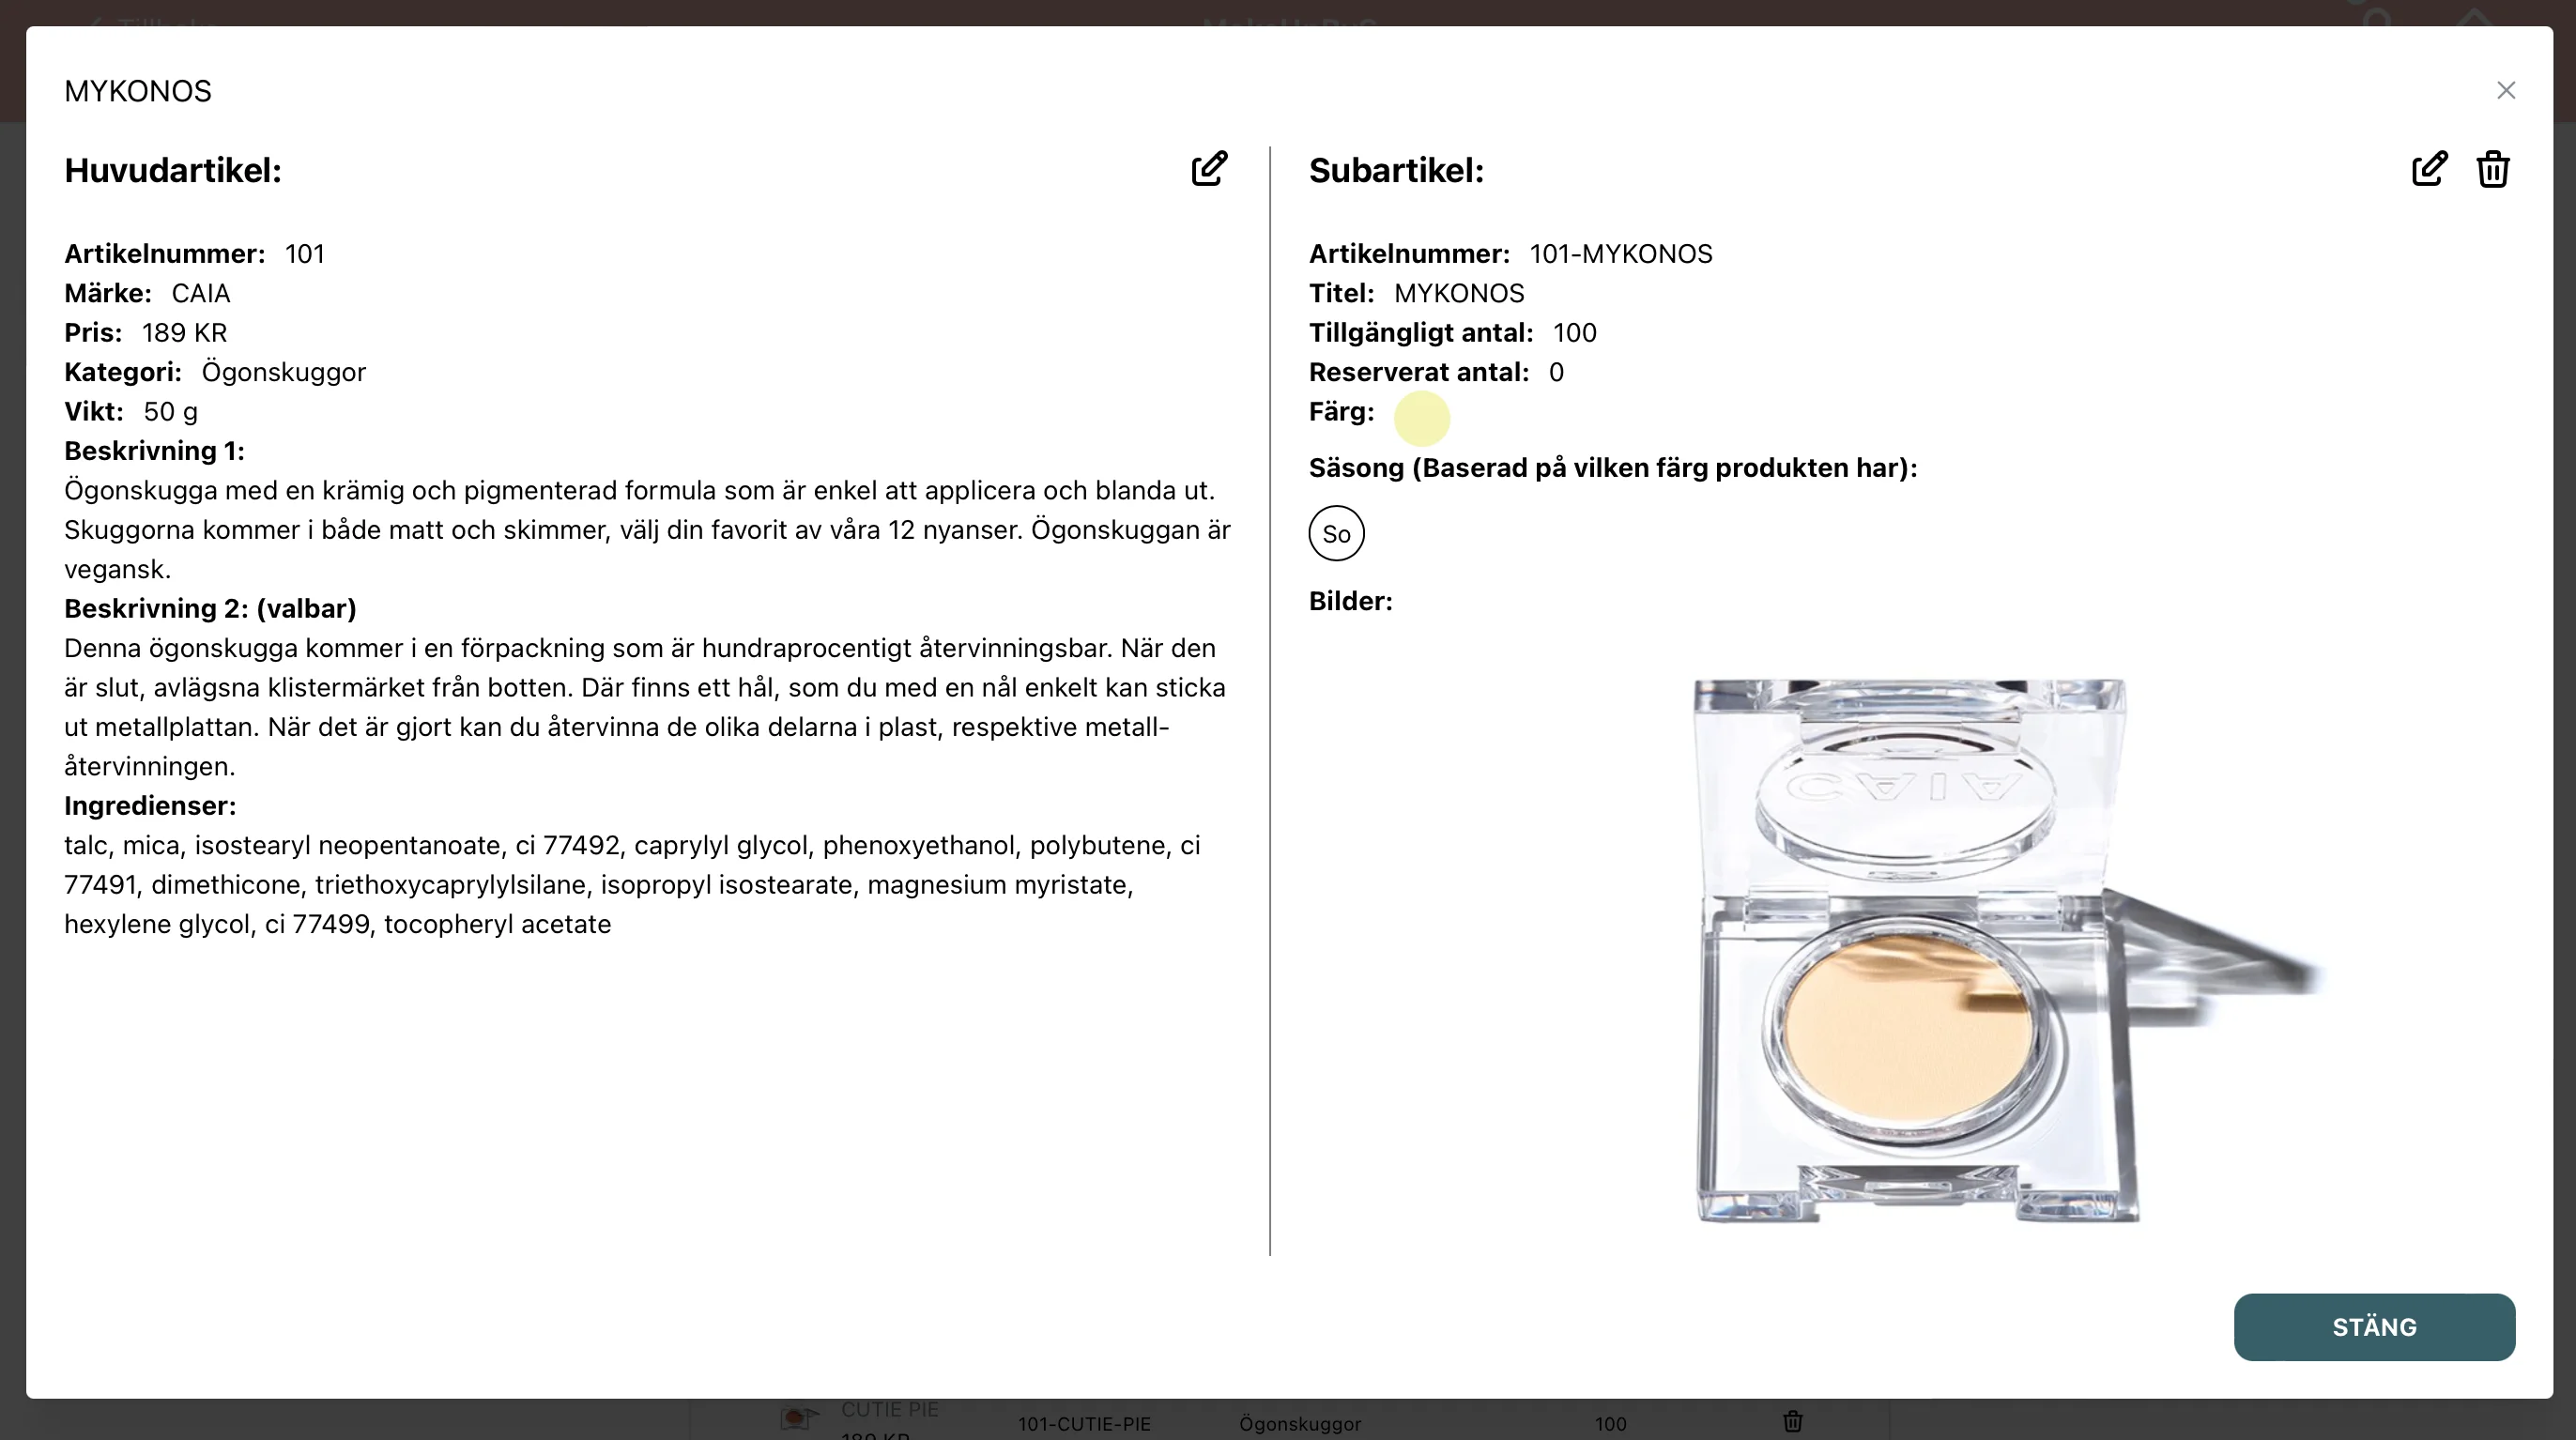 Tillbaka
MakeUpByS
MYKONOS
Huvudartikel:
Artikelnummer: 101
Märke: CAIA
Pris: 189 KR
Kategori: Ögonskuggor
Vikt: 50 g
Beskrivning 1:
Ögonskugga med en krämig och pigmenterad formula som är enkel att applicera och blanda ut.
Skuggorna kommer i både matt och skimmer, välj din favorit av våra 12 nyanser. Ögonskuggan är
vegansk.
Beskrivning 2: (valbar)
Denna ögonskugga kommer i en förpackning som är hundraprocentigt återvinningsbar. När den
är slut, avlägsna klistermärket från botten. Där finns ett hål, som du med en nål enkelt kan sticka
ut metallplattan. När det är gjort kan du återvinna de olika delarna i plast, respektive metall-
återvinningen.
Ingredienser:
talc, mica, isostearyl neopentanoate, ci 77492, caprylyl glycol, phenoxyethanol, polybutene, ci
77491, dimethicone, triethoxycaprylylsilane, isopropyl isostearate, magnesium myristate,
hexylene glycol, ci 77499, tocopheryl acetate
Subartikel:
Artikelnummer: 101-MYKONOS
Titel: MYKONOS
Tillgängligt antal: 100
Reserverat antal: 0
Färg:
Säsong (Baserad på vilken färg produkten har):
So
Bilder:
CAIA
STÄNG
CUTIE PIE
101-CUTIE-PIE Ögonskuggor 100
189 KR